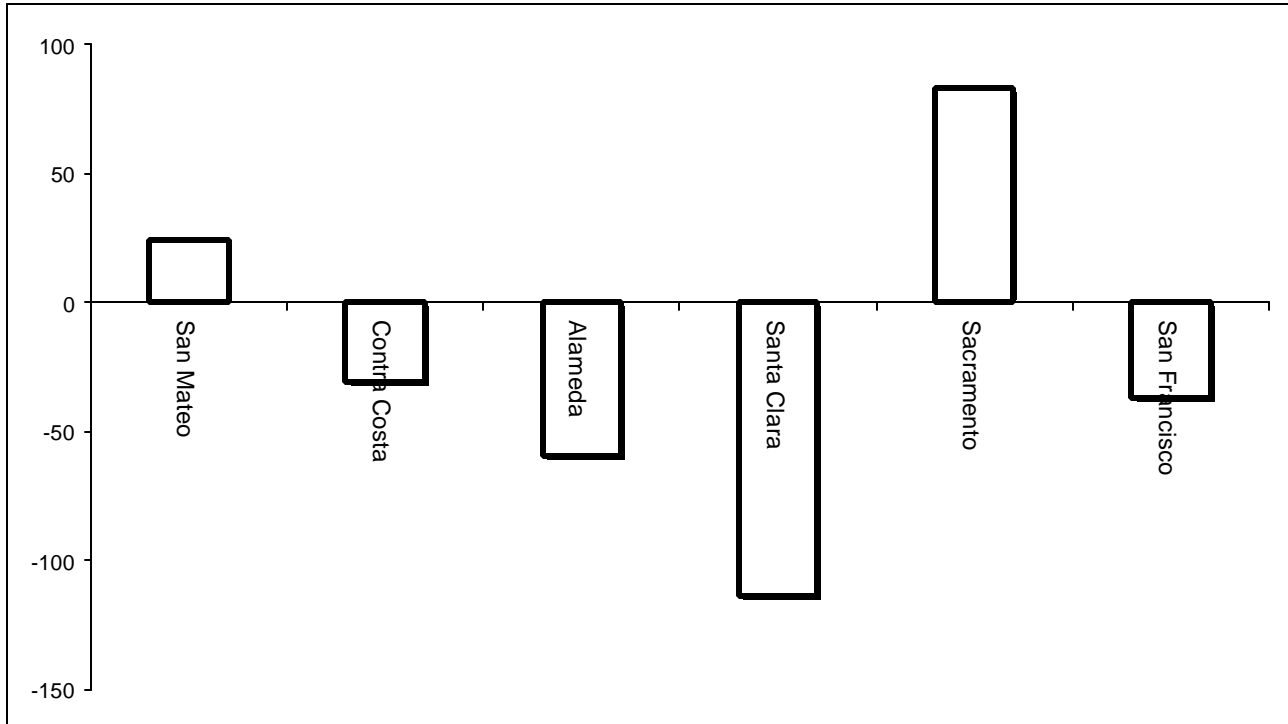 100
50
0
-50
-100
-150
San Mateo
Contra Costa
Alameda
Santa Clara
Sacramento
San Francisco